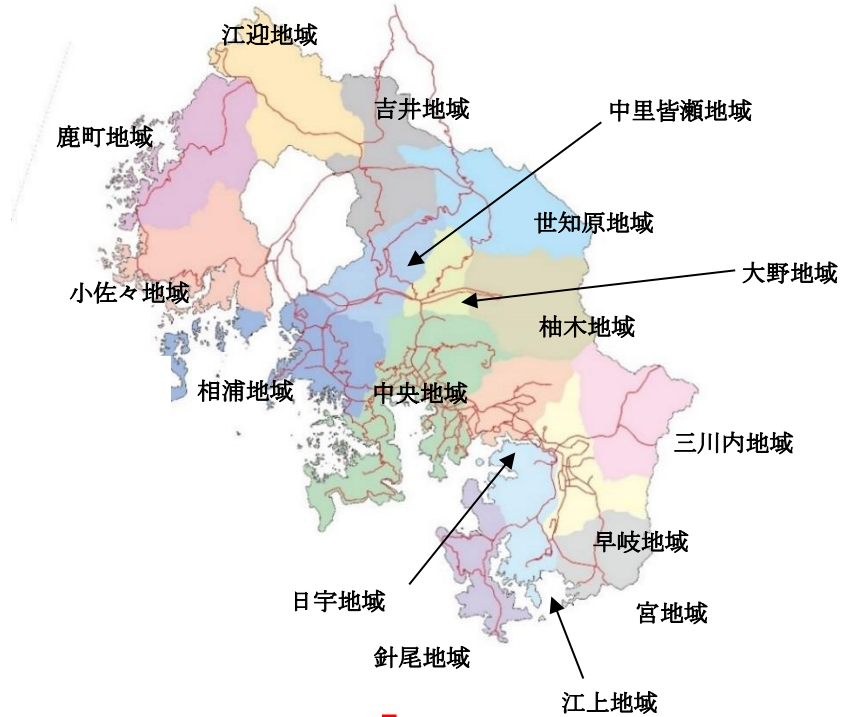 江迎地域
吉井地域
中里皆瀬地域
鹿町地域
世知原地域
大野地域
小佐々地域
柚木地域
相浦地域
中央地域
三川内地域
早岐地域
日宇地域
宮地域
針尾地域
江上地域